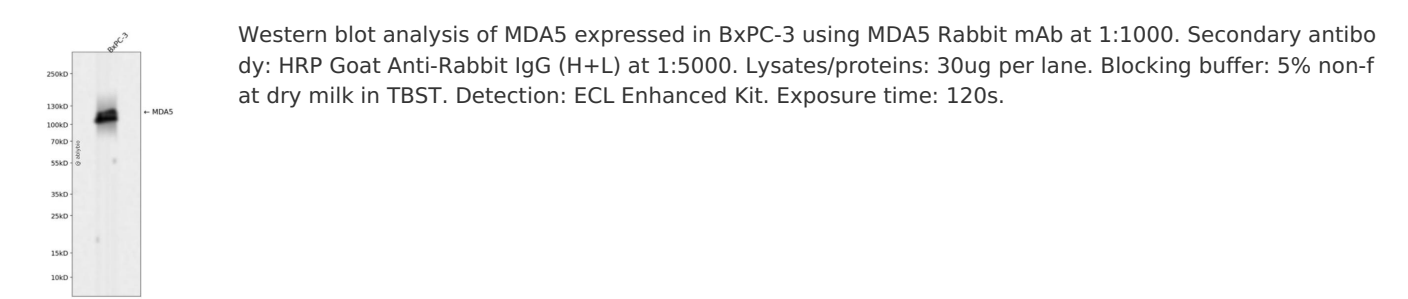 BxPC-3
Western blot analysis of MDA5 expressed in BxPC-3 using MDA5 Rabbit mAb at 1:1000. Secondary antibo
dy: HRP Goat Anti-Rabbit IgG (H+L) at 1:5000. Lysates/proteins: 30ug per lane. Blocking buffer: 5% non-f
at dry milk in TBST. Detection: ECL Enhanced Kit. Exposure time: 120s.
250kD
130kD
← MDA5
100kD
70kD
55kD
@ abybio
35kD
25kD
15kD
10kD